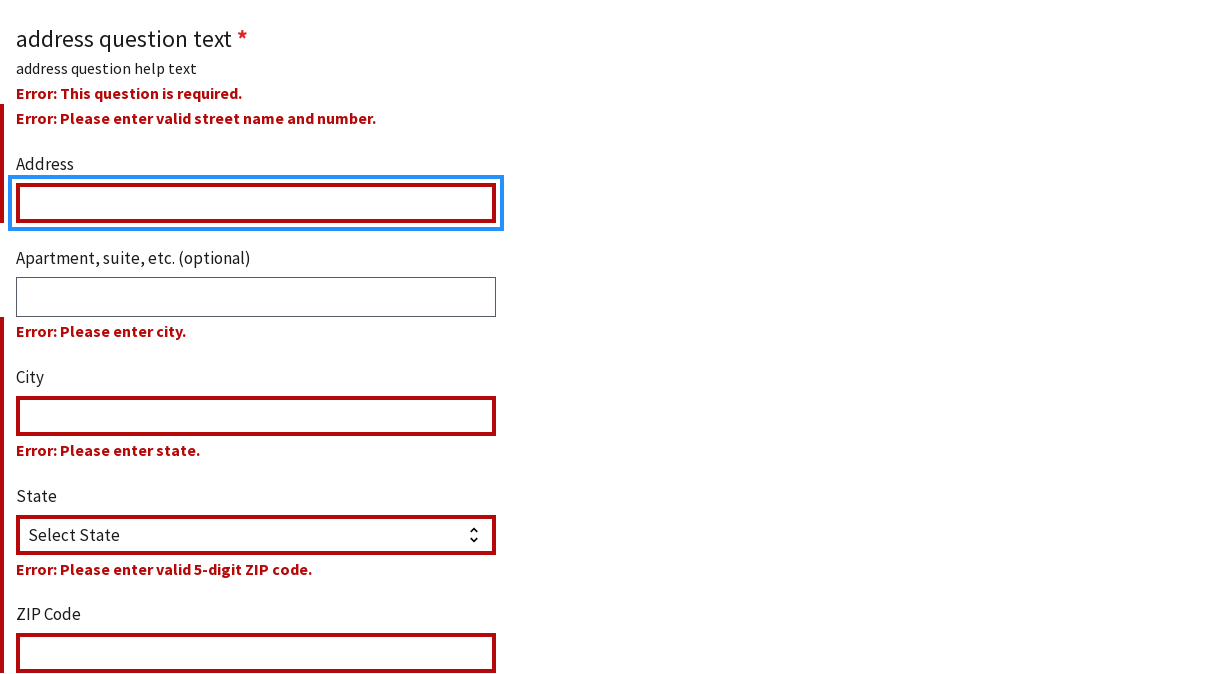 address question text *
address question help text
Error: This question is required.
Error: Please enter valid street name and number.
Address
Apartment, suite, etc. (optional)
Error: Please enter city.
City
Error: Please enter state.
State
Select State
Error: Please enter valid 5-digit ZIP code.
ZIP Code